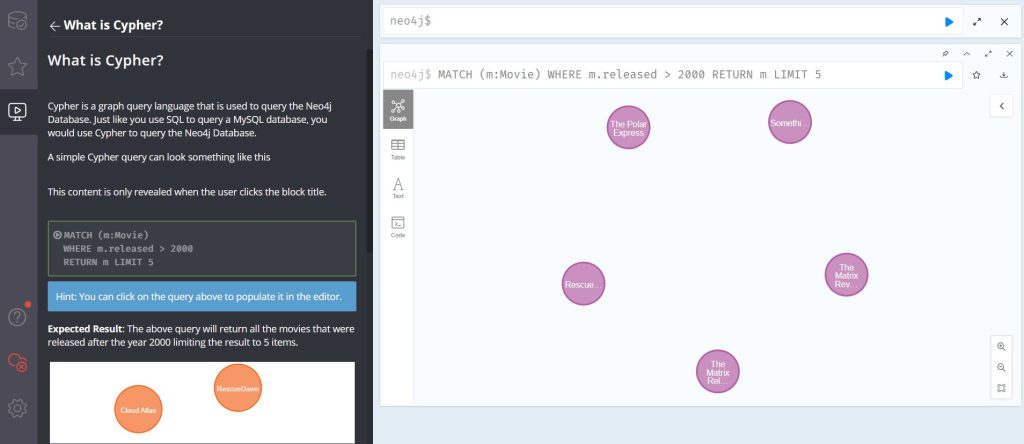 What is Cypher?
What is Cypher?
Cypher is a graph query language that is used to query the Neo4j
Database. Just like you use SQL to query a MySQL database, you
would use Cypher to query the Neo4j Database.
A simple Cypher query can look something like this
This content is only revealed when the user clicks the block title.
MATCH (m:Movie)
WHERE m.released > 2000
RETURN m LIMIT 5
Hint: You can click on the query above to populate it in the editor.
Expected Result: The above query will return all the movies that were
released after the year 2000 limiting the result to 5 items.
Cloud Atlas
RescueDawn
neo4j$
neo4j$ MATCH (m:Movie) WHERE m.released > 2000 RETURN m LIMIT 5
Graph
Table
A
Text
Code
The Polar
Express
Somethi...
Rescue...
The
Matrix
Rev...
The
Matrix
Rel...